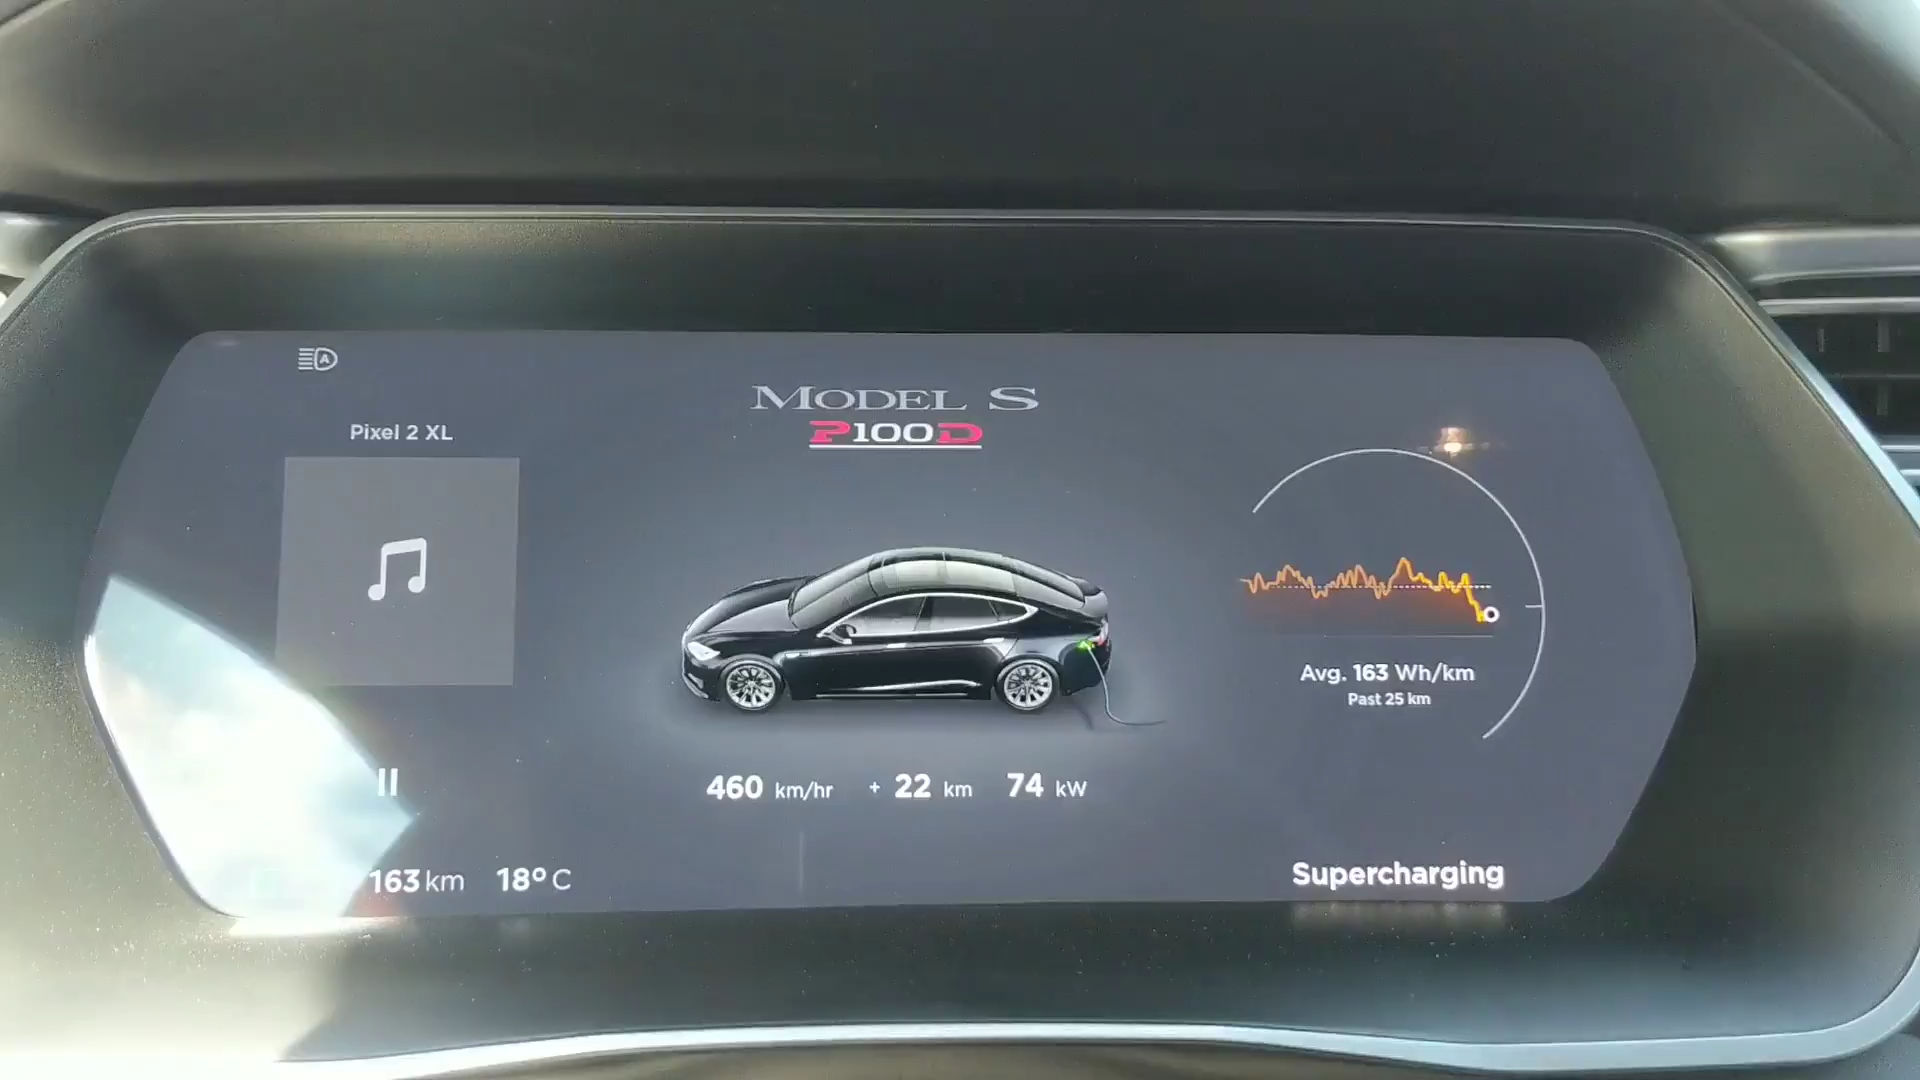 MODEL S
P100D
Pixel 2 XL
Avg. 163 Wh/km
Past 25 km
460 km/hr + 22 km 74 kW
163 km 18° C
Supercharging